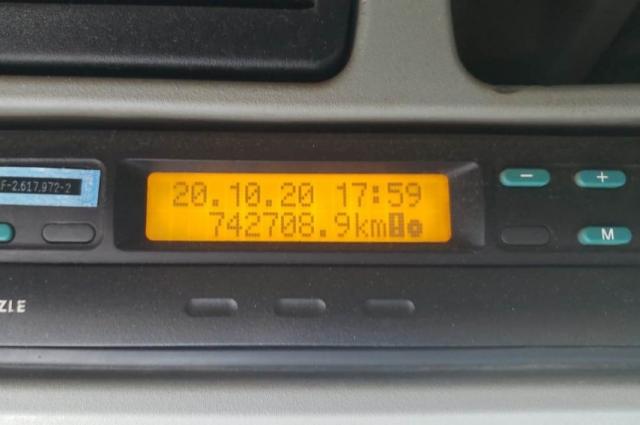 F-2.617.972-2
20.10.20 17:59
742708.9km
ZLE
- +
M